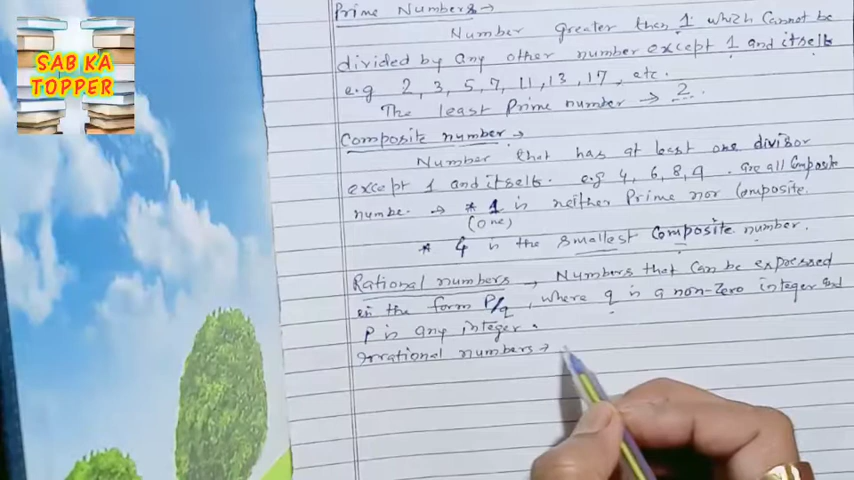 SAB KA
TOPPER
Prime Numbers →
Number greater then 1 which Cannot be
divided by any other number except 1 and itself
e.g 2, 3, 5, 7, 11, 13, 17, etc.
The least Prime number → 2.
Composite number →
Number that has at least one divisor
except 1 and itself. e.g 4, 6, 8, 9. are all Composite
numbe. → * 1 is neither Prime nor Composite.
(One)
* 4 is the smallest Composite number.
Rational numbers → Numbers that can be expressed
in the form P/q, where q is a non-zero integer and
P is any integer.
Irrational numbers →